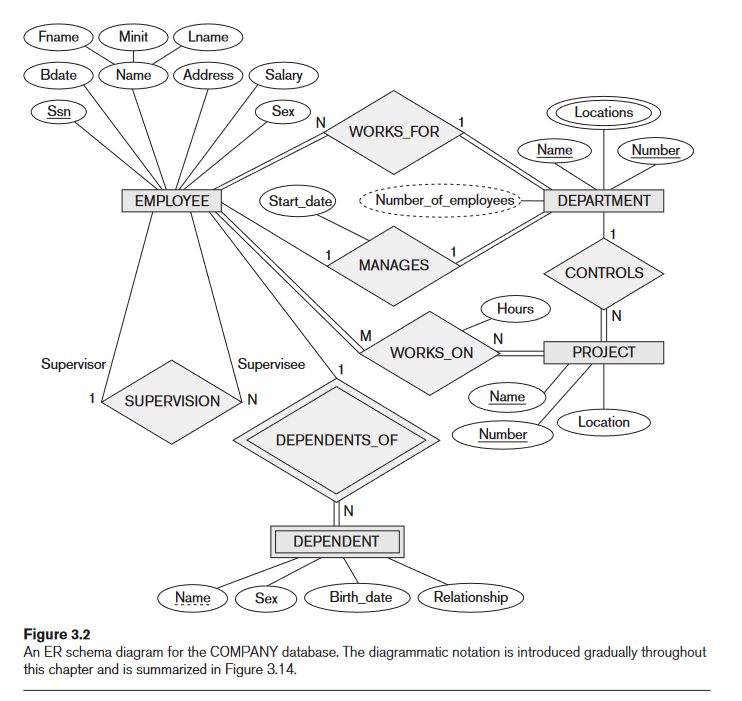 Fname
Minit
Lname
Bdate
Name
Address
Salary
Ssn
Sex
N
WORKS_FOR
1
Locations
Name
Number
EMPLOYEE
Start_date
Number_of_employees
DEPARTMENT
1
MANAGES
1
1
CONTROLS
N
Hours
M
WORKS_ON
N
PROJECT
Supervisor
Supervisee
1
SUPERVISION
N
1
Name
Number
Location
DEPENDENTS_OF
N
DEPENDENT
Name
Sex
Birth_date
Relationship
Figure 3.2
An ER schema diagram for the COMPANY database. The diagrammatic notation is introduced gradually throughout
this chapter and is summarized in Figure 3.14.